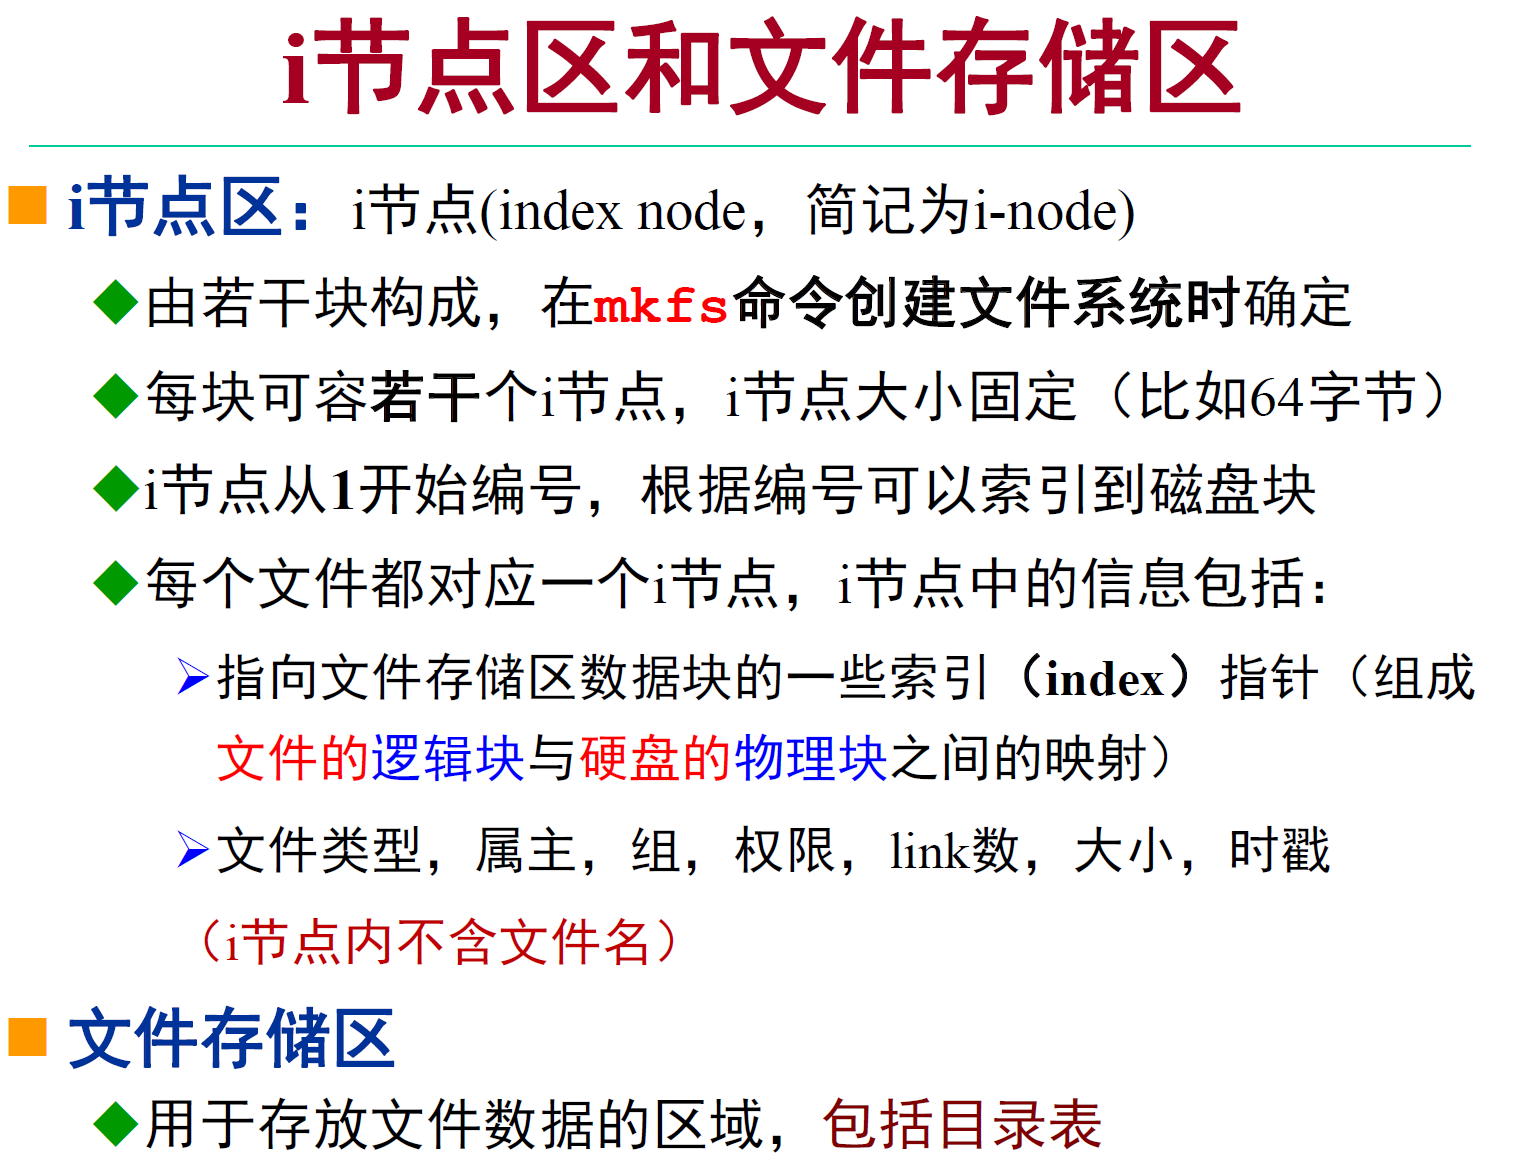 i节点区和文件存储区
i节点区：i节点(index node，简记为i-node)
由若干块构成，在mkfs命令创建文件系统时确定
每块可容若干个i节点，i节点大小固定（比如64字节）
i节点从1开始编号，根据编号可以索引到磁盘块
每个文件都对应一个i节点，i节点中的信息包括：
指向文件存储区数据块的一些索引（index）指针（组成
文件的逻辑块与硬盘的物理块之间的映射）
文件类型，属主，组，权限，link数，大小，时戳
（i节点内不含文件名）
文件存储区
用于存放文件数据的区域，包括目录表